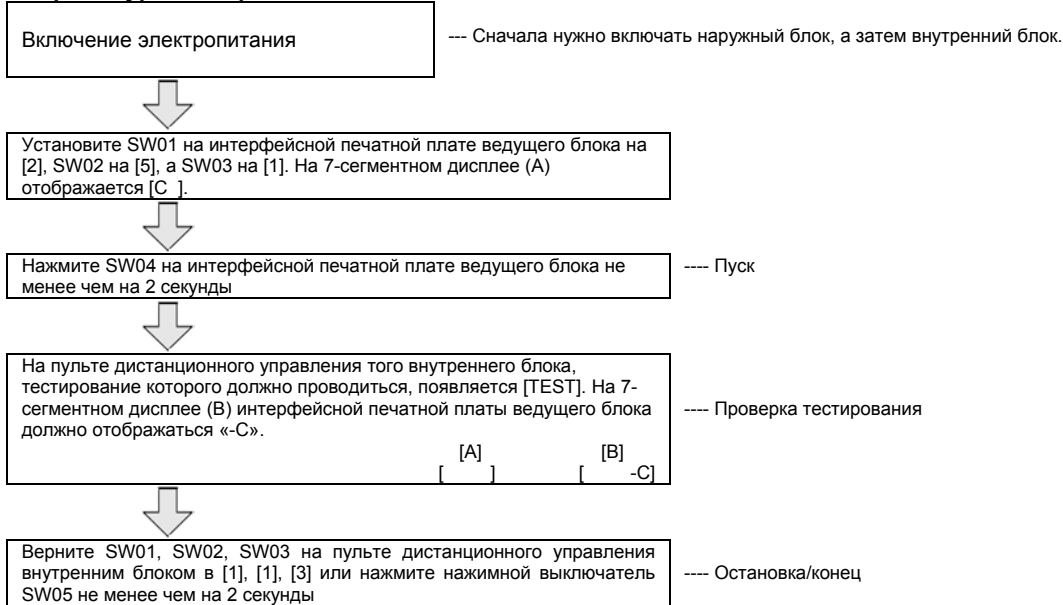 Включение электропитания
--- Сначала нужно включать наружный блок, а затем внутренний блок.
Установите SW01 на интерфейсной печатной плате ведущего блока на
[2], SW02 на [5], а SW03 на [1]. На 7-сегментном дисплее (A)
отображается [C  ].
Нажмите SW04 на интерфейсной печатной плате ведущего блока не
менее чем на 2 секунды
---- Пуск
На пульте дистанционного управления того внутреннего блока,
тестирование которого должно проводиться, появляется [TEST]. На 7-
сегментном дисплее (B) интерфейсной печатной платы ведущего блока
должно отображаться «-C».
[A] [B]
[      ] [      -C]
---- Проверка тестирования
Верните SW01, SW02, SW03 на пульте дистанционного управления
внутренним блоком в [1], [1], [3] или нажмите нажимной выключатель
SW05 не менее чем на 2 секунды
---- Остановка/конец